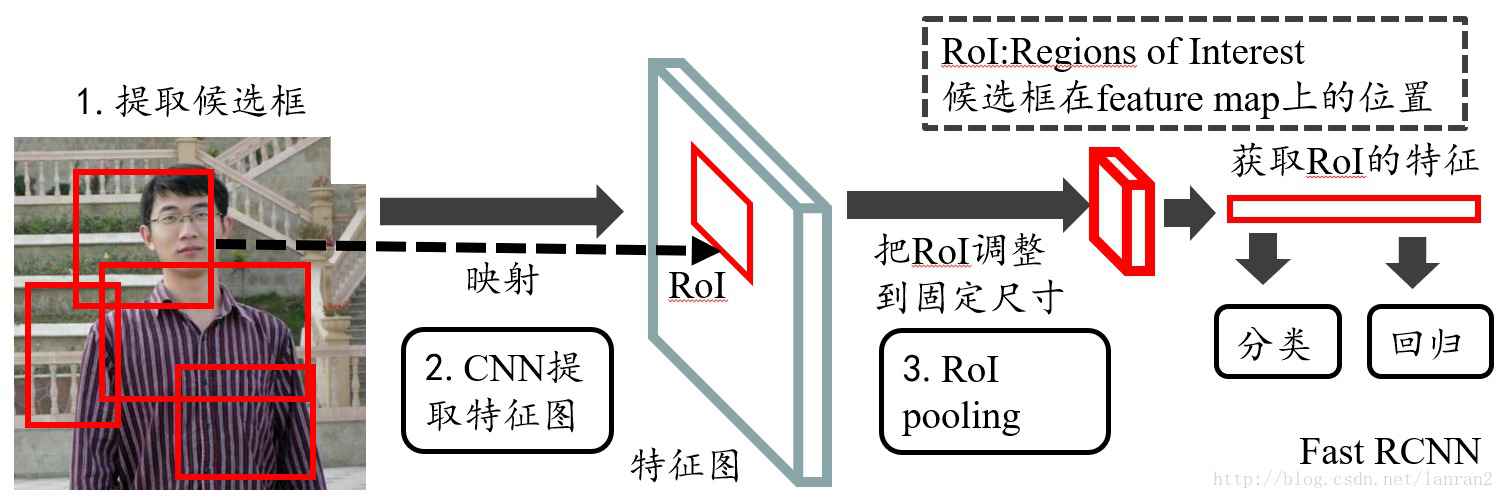 RoI:Regions of Interest
候选框在feature map上的位置
1.提取候选框
获取RoI的特征
映射
RoI
把RoI调整
到固定尺寸
2. CNN提
取特征图
3. RoI
pooling
分类
回归
特征图
Fast RCNN
http://blog.csdn.net/lanran2